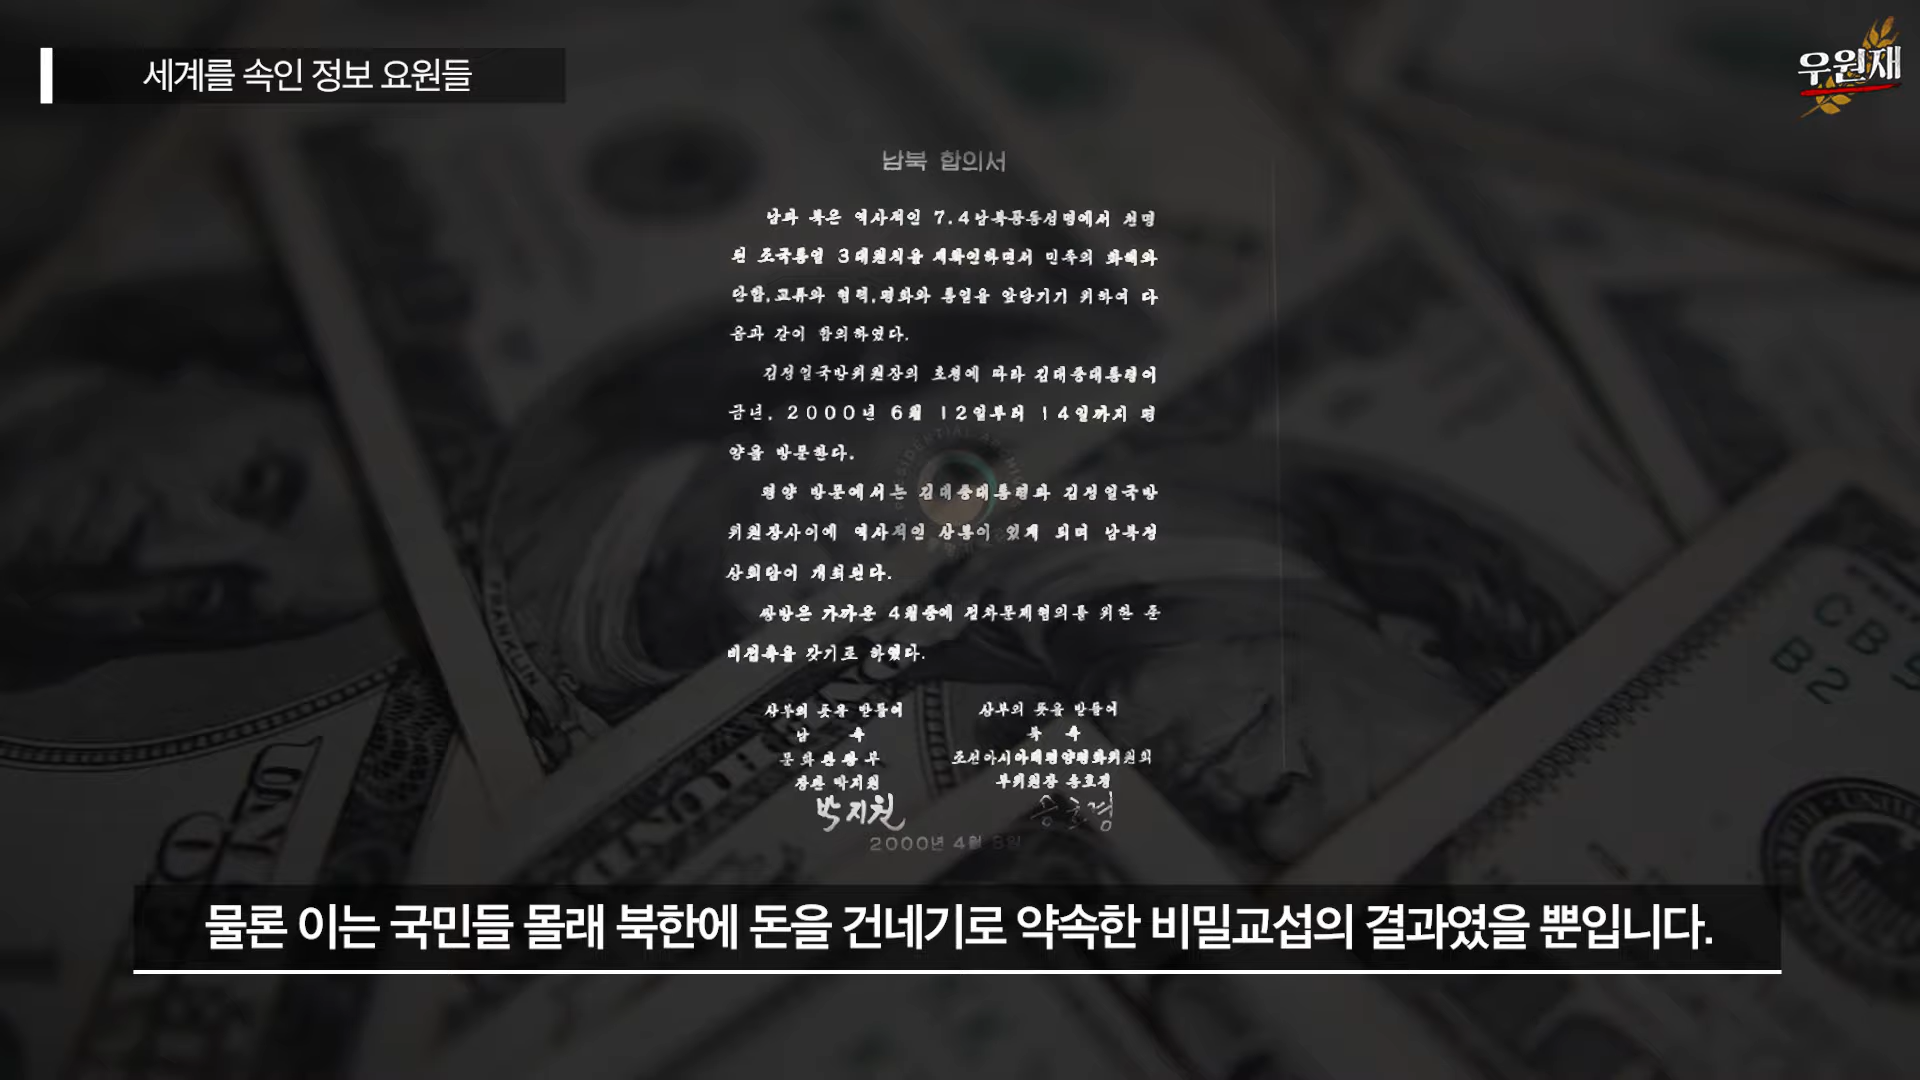 세계를 속인 정보 요원들
우원재
남북 합의서
남과 북은 역사적인 7.4남북공동성명에서 천명
된 조국통일 3대원칙을 재확인하면서 민족의 화해와
단합,교류와 협력,평화와 통일을 앞당기기 위하여 다
음과 같이 합의하였다.
김정일국방위원장의 초청에 따라 김대중대통령이
금년, 2000년 6월 12일부터 14일까지 평
양을 방문한다.
평양 방문에서는 김대중대통령과 김정일국방
위원장사이에 역사적인 상봉이 있게 되며 남북정
상회담이 개최된다.
쌍방은 가까운 4월중에 절차문제협의를 위한 준
비접촉을 갖기로 하였다.
상부의 뜻을 받들어 상부의 뜻을 받들어
남 측 북 측
문화관광부 조선아시아태평양평화위원회
장관 박지원 부위원장 송호경
박지원 송호경
2000년 4월 8일
물론 이는 국민들 몰래 북한에 돈을 건네기로 약속한 비밀교섭의 결과였을 뿐입니다.
FRANKLIN
CB
B2